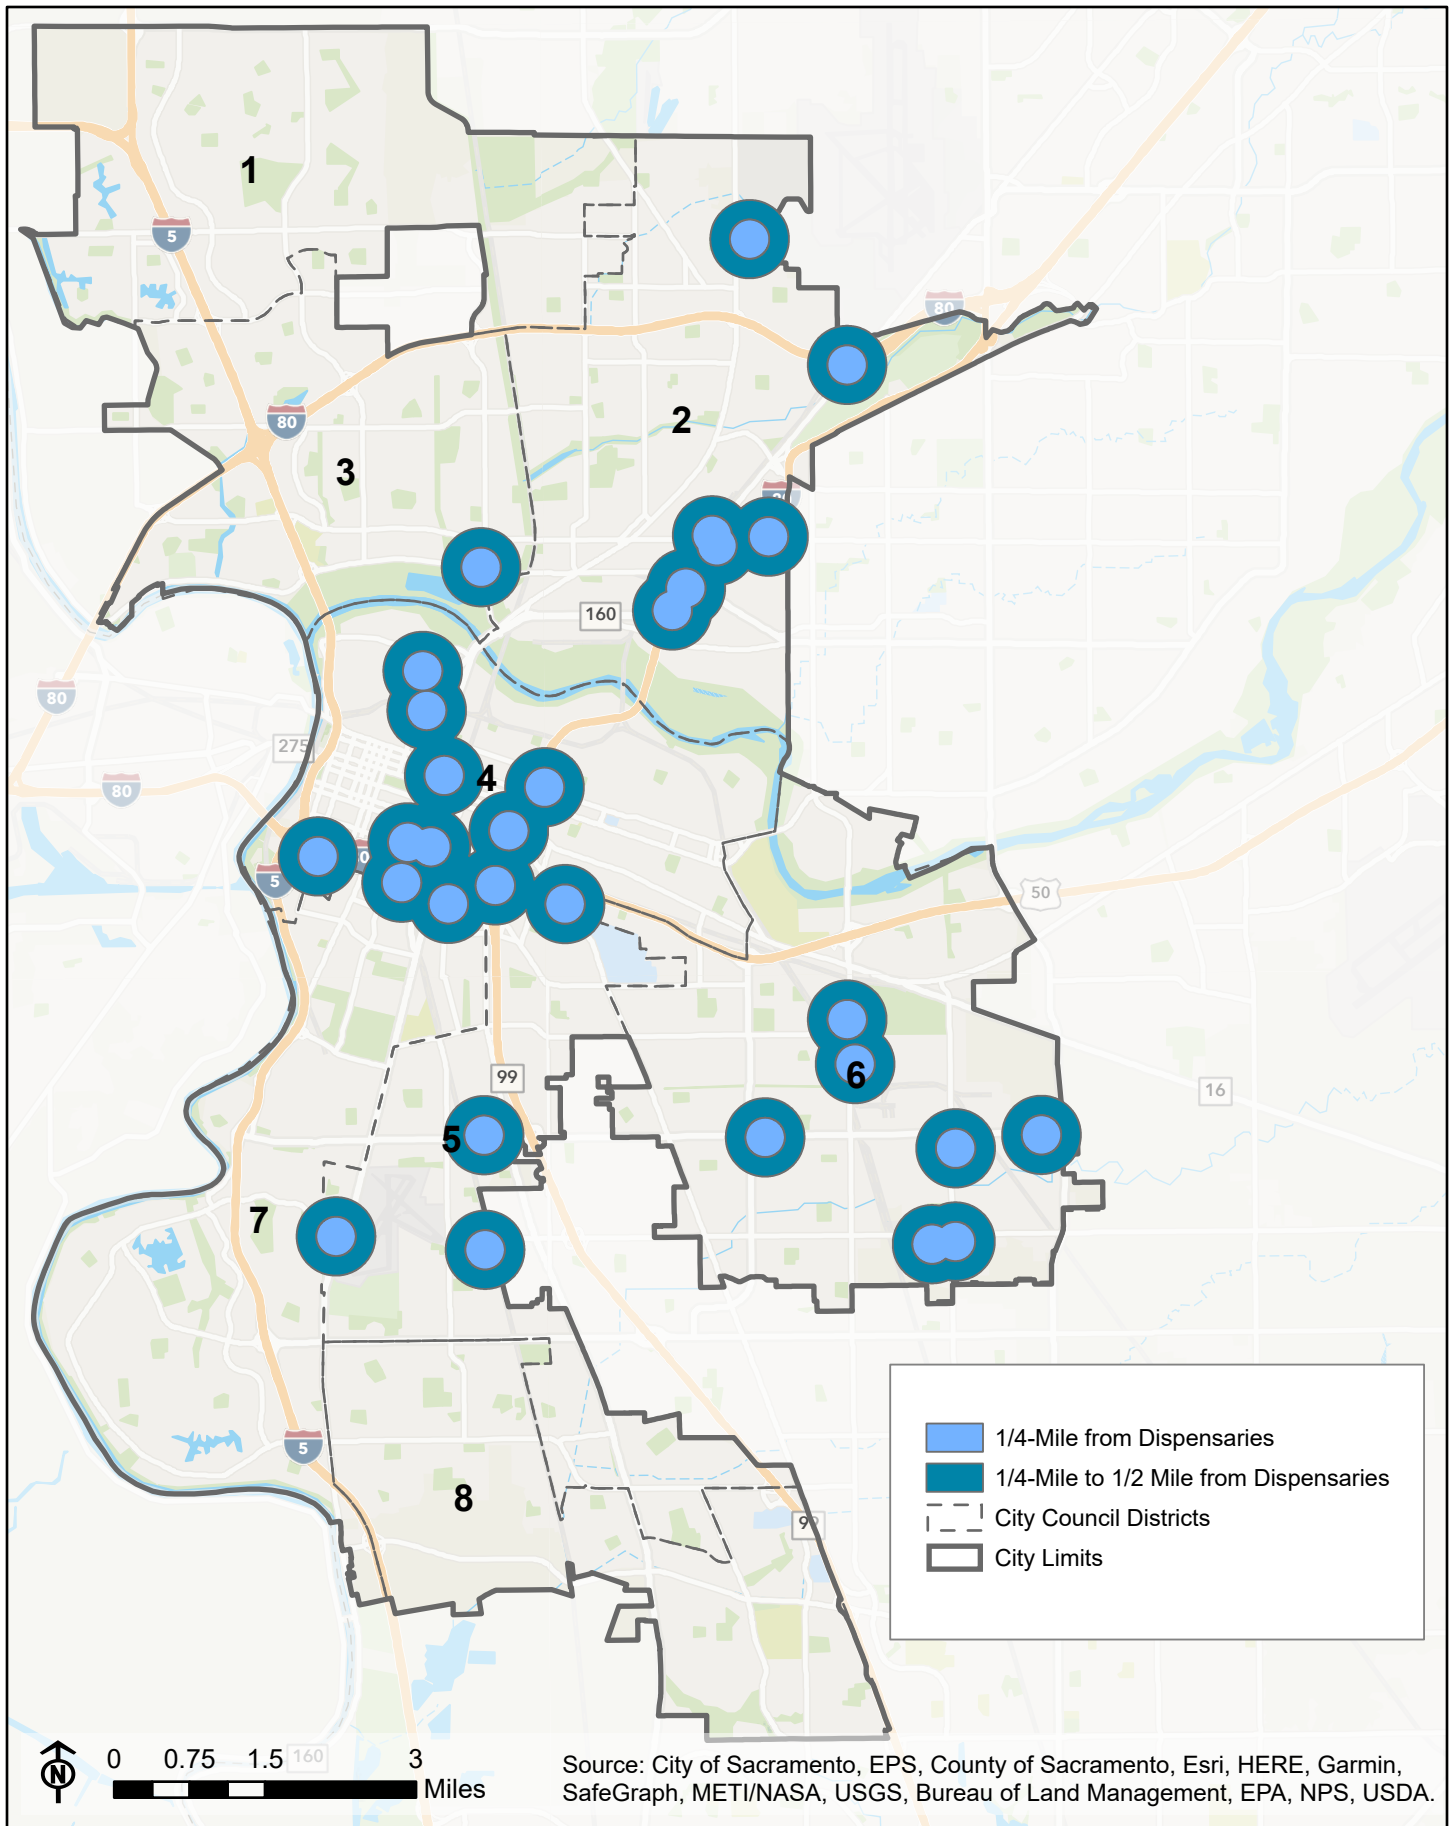 1
5
80
2
80
3
160
80
275
4
80
5
50
99
16
6
5
7
1/4-Mile from Dispensaries
1/4-Mile to 1/2 Mile from Dispensaries
City Council Districts
City Limits
5
8
160
0 0.75 1.5 3
Miles
N
Source: City of Sacramento, EPS, County of Sacramento, Esri, HERE, Garmin,
SafeGraph, METI/NASA, USGS, Bureau of Land Management, EPA, NPS, USDA.